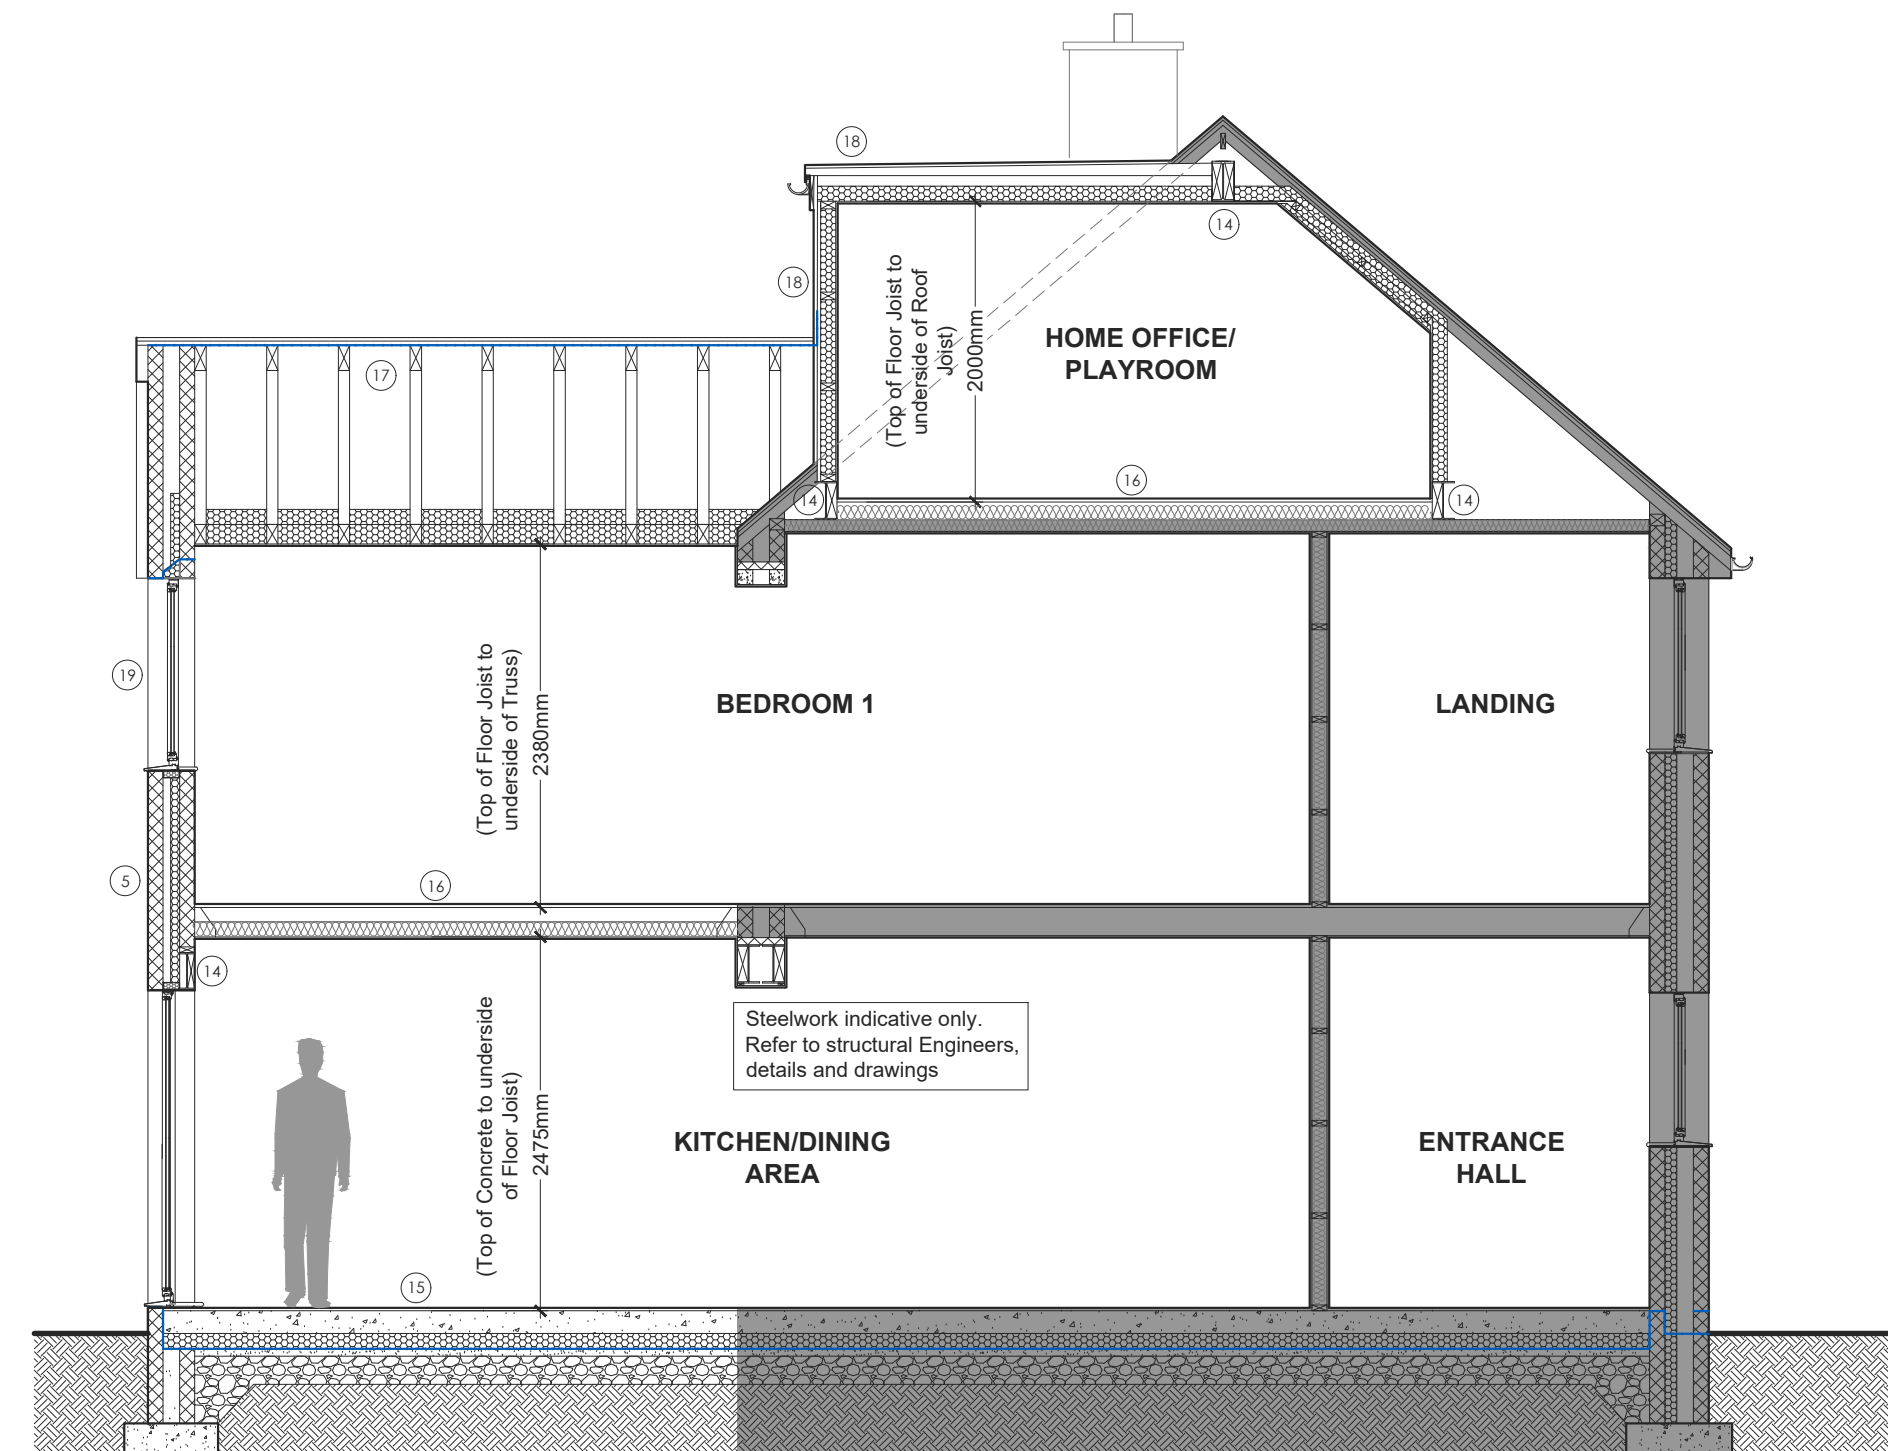 18
14
18
(Top of Floor Joist to
underside of Roof
Joist)
2000mm
HOME OFFICE/
PLAYROOM
17
16
14
14
19
(Top of Floor Joist to
underside of Truss)
2380mm
BEDROOM 1
LANDING
5
16
14
Steelwork indicative only.
Refer to structural Engineers,
details and drawings
(Top of Concrete to underside
of Floor Joist)
2475mm
KITCHEN/DINING
AREA
ENTRANCE
HALL
15